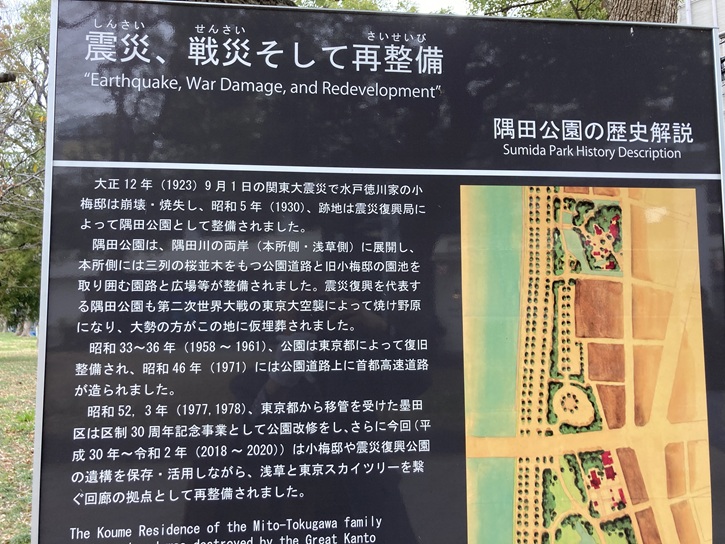 しんさい せんさい さいせいび
震災、戦災そして再整備
“Earthquake, War Damage, and Redevelopment”
隅田公園の歴史解説
Sumida Park History Description
大正12年（1923）9月1日の関東大震災で水戸徳川家の小
梅邸は崩壊・焼失し、昭和5年（1930）、跡地は震災復興局に
よって隅田公園として整備されました。
隅田公園は、隅田川の両岸（本所側・浅草側）に展開し、
本所側には三列の桜並木をもつ公園道路と旧小梅邸の園池を
取り囲む園路と広場等が整備されました。震災復興を代表す
る隅田公園も第二次世界大戦の東京大空襲によって焼け野原
になり、大勢の方がこの地に仮埋葬されました。
昭和33～36年（1958～1961）、公園は東京都によって復旧
整備され、昭和46年（1971）には公園道路上に首都高速道路
が造られました。
昭和52, 3年（1977,1978）、東京都から移管を受けた墨田
区は区制30周年記念事業として公園改修をし、さらに今回（平
成30年～令和2年（2018～2020））は小梅邸や震災復興公園
の遺構を保存・活用しながら、浅草と東京スカイツリーを繋
ぐ回廊の拠点として再整備されました。
The Koume Residence of the Mito-Tokugawa family
destroyed by the Great Kanto